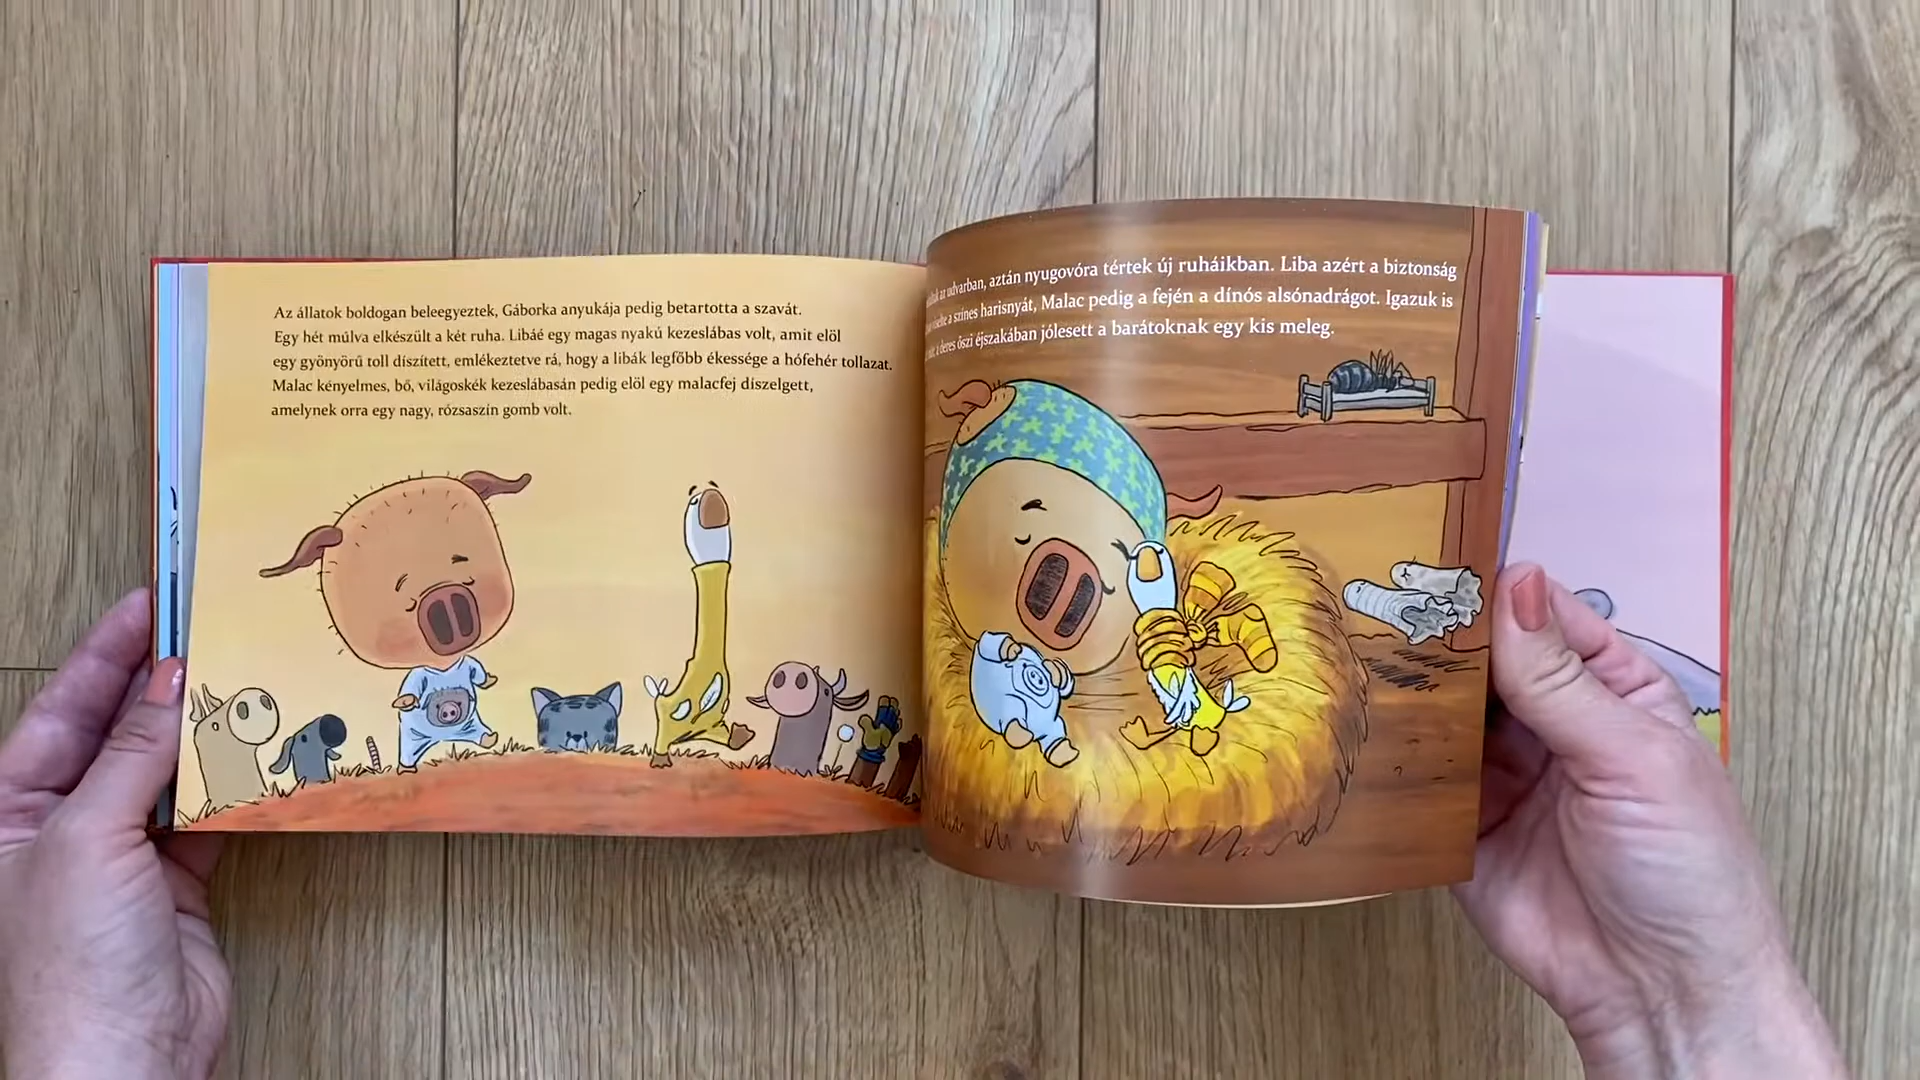 Az állatok boldogan beleegyeztek, Gáborka anyukája pedig betartotta a szavát.
Egy hét múlva elkészült a két ruha. Libáé egy magas nyakú kezeslábas volt, amit elöl
egy gyönyörű toll díszített, emlékeztetve rá, hogy a libák legfőbb ékessége a hófehér tollazat.
Malac kényelmes, bő, világoskék kezeslábasán pedig elöl egy malacfej díszelgett,
amelynek orra egy nagy, rózsaszín gomb volt.
az udvarban, aztán nyugovóra tértek új ruháikban. Liba azért a biztonság
a színes harisnyát, Malac pedig a fején a dínós alsónadrágot. Igazuk is
a deres őszi éjszakában jólesett a barátoknak egy kis meleg.